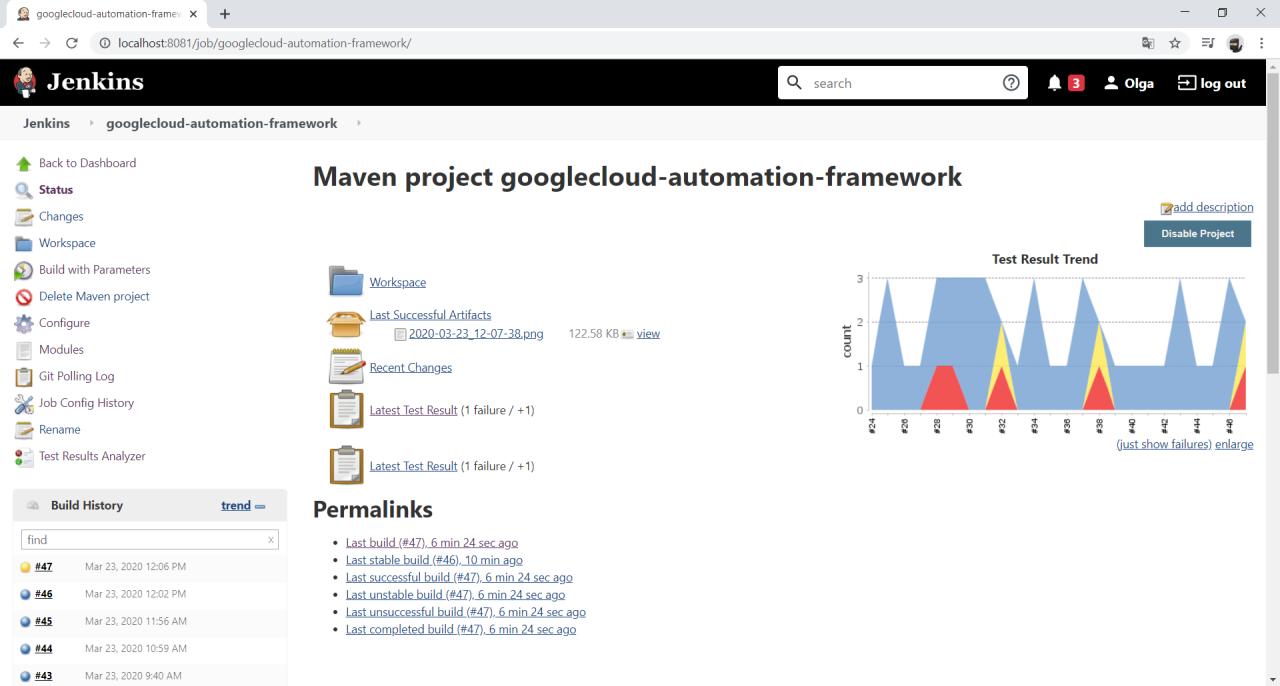 googlecloud-automation-framew
localhost:8081/job/googlecloud-automation-framework/
Jenkins
search
3
Olga
log out
Jenkins
googlecloud-automation-framework
Back to Dashboard
Status
Changes
Workspace
Build with Parameters
Delete Maven project
Configure
Modules
Git Polling Log
Job Config History
Rename
Test Results Analyzer
Build History
trend
find
x
#47 Mar 23, 2020 12:06 PM
#46 Mar 23, 2020 12:02 PM
#45 Mar 23, 2020 11:56 AM
#44 Mar 23, 2020 10:59 AM
#43 Mar 23, 2020 9:40 AM
Maven project googlecloud-automation-framework
add description
Disable Project
Workspace
Last Successful Artifacts
2020-03-23_12-07-38.png 122.58 KB view
Recent Changes
Latest Test Result (1 failure / +1)
Latest Test Result (1 failure / +1)
Test Result Trend
count
3
2
1
0
#24 #26 #28 #30 #32 #34 #36 #38 #40 #42 #44 #46
(just show failures) enlarge
Permalinks
Last build (#47), 6 min 24 sec ago
Last stable build (#46), 10 min ago
Last successful build (#47), 6 min 24 sec ago
Last unstable build (#47), 6 min 24 sec ago
Last unsuccessful build (#47), 6 min 24 sec ago
Last completed build (#47), 6 min 24 sec ago